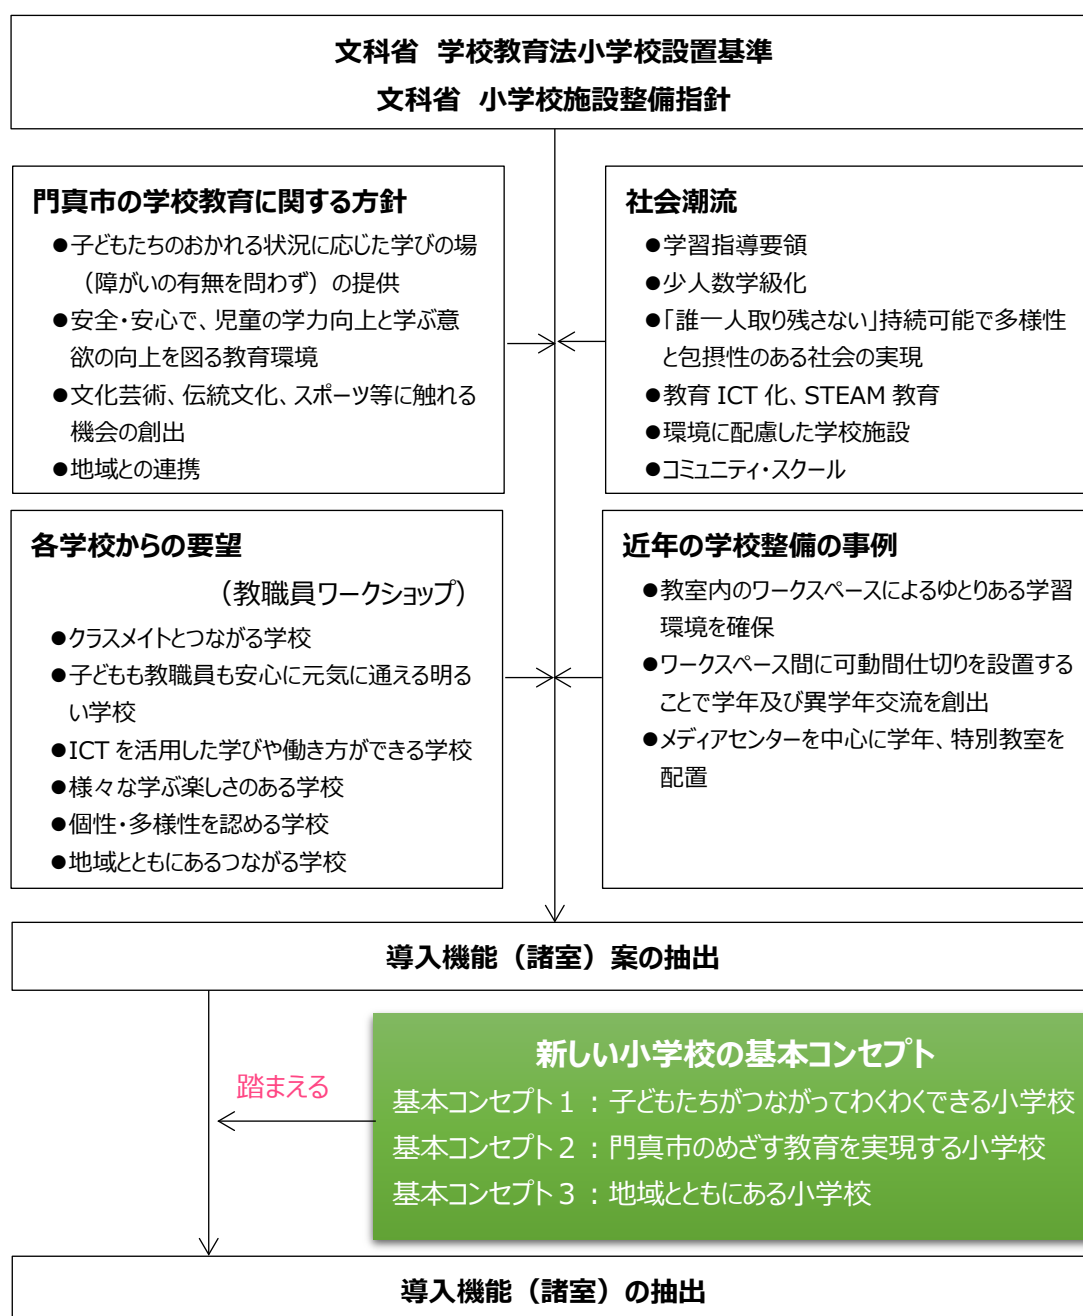 文科省 学校教育法小学校設置基準
文科省 小学校施設整備指針
門真市の学校教育に関する方針
●子どもたちのおかれる状況に応じた学びの場
（障がいの有無を問わず）の提供
●安全・安心で、児童の学力向上と学ぶ意
欲の向上を図る教育環境
●文化芸術、伝統文化、スポーツ等に触れる
機会の創出
●地域との連携
社会潮流
●学習指導要領
●少人数学級化
●「誰一人取り残さない」持続可能で多様性
と包摂性のある社会の実現
●教育 ICT 化、STEAM 教育
●環境に配慮した学校施設
●コミュニティ・スクール
各学校からの要望
（教職員ワークショップ）
●クラスメイトとつながる学校
●子どもも教職員も安心に元気に通える明る
い学校
●ICT を活用した学びや働き方ができる学校
●様々な学ぶ楽しさのある学校
●個性・多様性を認める学校
●地域とともにあるつながる学校
近年の学校整備の事例
●教室内のワークスペースによるゆとりある学習
環境を確保
●ワークスペース間に可動間仕切りを設置する
ことで学年及び異学年交流を創出
●メディアセンターを中心に学年、特別教室を
配置
導入機能（諸室）案の抽出
新しい小学校の基本コンセプト
基本コンセプト１：子どもたちがつながってわくわくできる小学校
基本コンセプト２：門真市のめざす教育を実現する小学校
基本コンセプト３：地域とともにある小学校
踏まえる
導入機能（諸室）の抽出